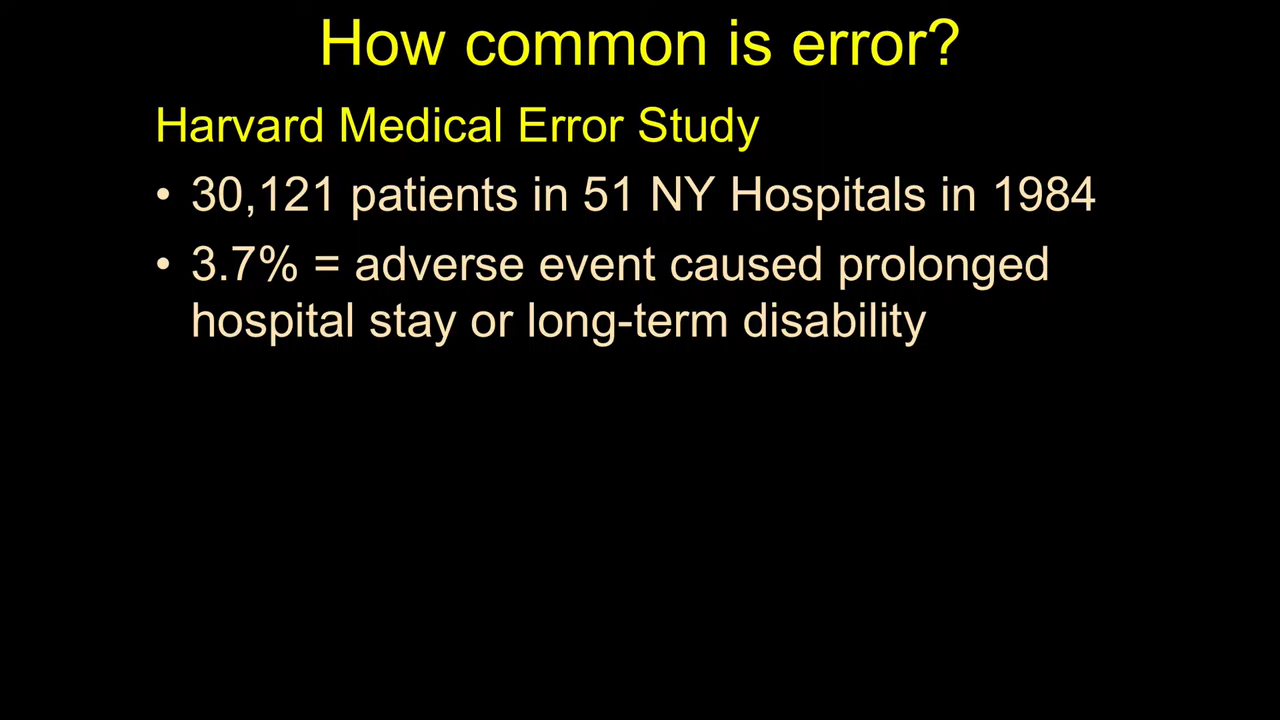 How common is error?
Harvard Medical Error Study
• 30,121 patients in 51 NY Hospitals in 1984
• 3.7% = adverse event caused prolonged
hospital stay or long-term disability